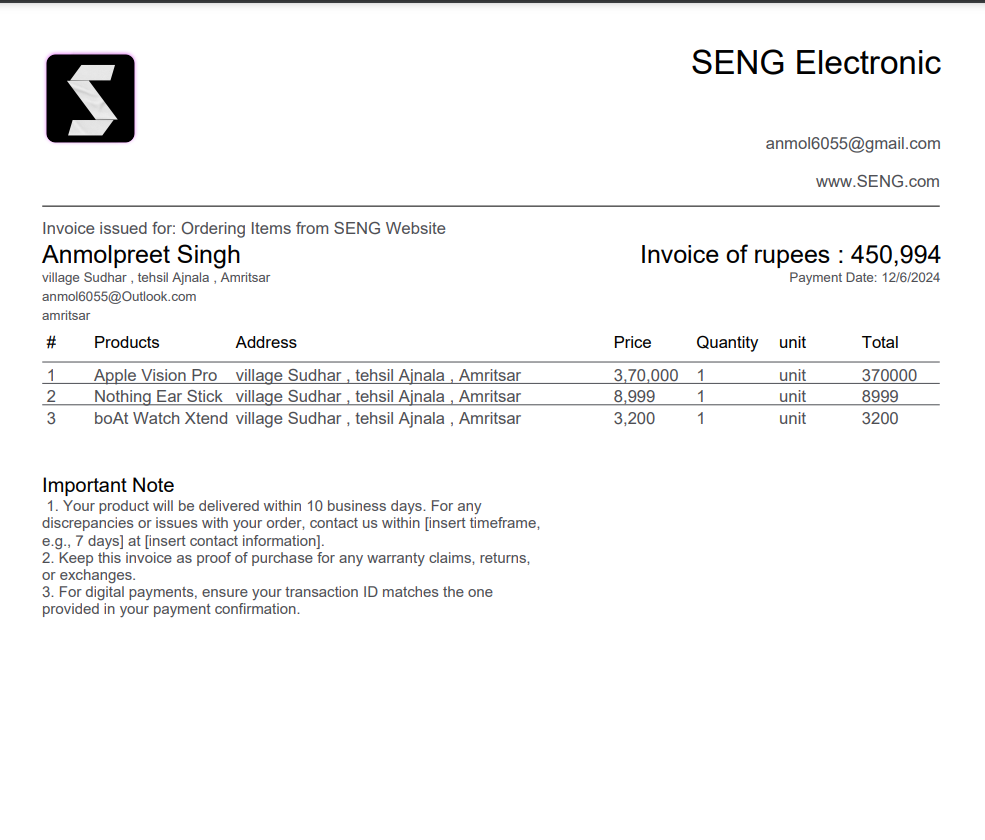 SENG Electronic
anmol6055@gmail.com
www.SENG.com
Invoice issued for: Ordering Items from SENG Website
Anmolpreet Singh
Invoice of rupees : 450,994
village Sudhar , tehsil Ajnala , Amritsar
Payment Date: 12/6/2024
anmol6055@Outlook.com
amritsar
# Products Address Price Quantity unit Total
1 Apple Vision Pro village Sudhar , tehsil Ajnala , Amritsar 3,70,000 1 unit 370000
2 Nothing Ear Stick village Sudhar , tehsil Ajnala , Amritsar 8,999 1 unit 8999
3 boAt Watch Xtend village Sudhar , tehsil Ajnala , Amritsar 3,200 1 unit 3200
Important Note
1. Your product will be delivered within 10 business days. For any
discrepancies or issues with your order, contact us within [insert timeframe,
e.g., 7 days] at [insert contact information].
2. Keep this invoice as proof of purchase for any warranty claims, returns,
or exchanges.
3. For digital payments, ensure your transaction ID matches the one
provided in your payment confirmation.